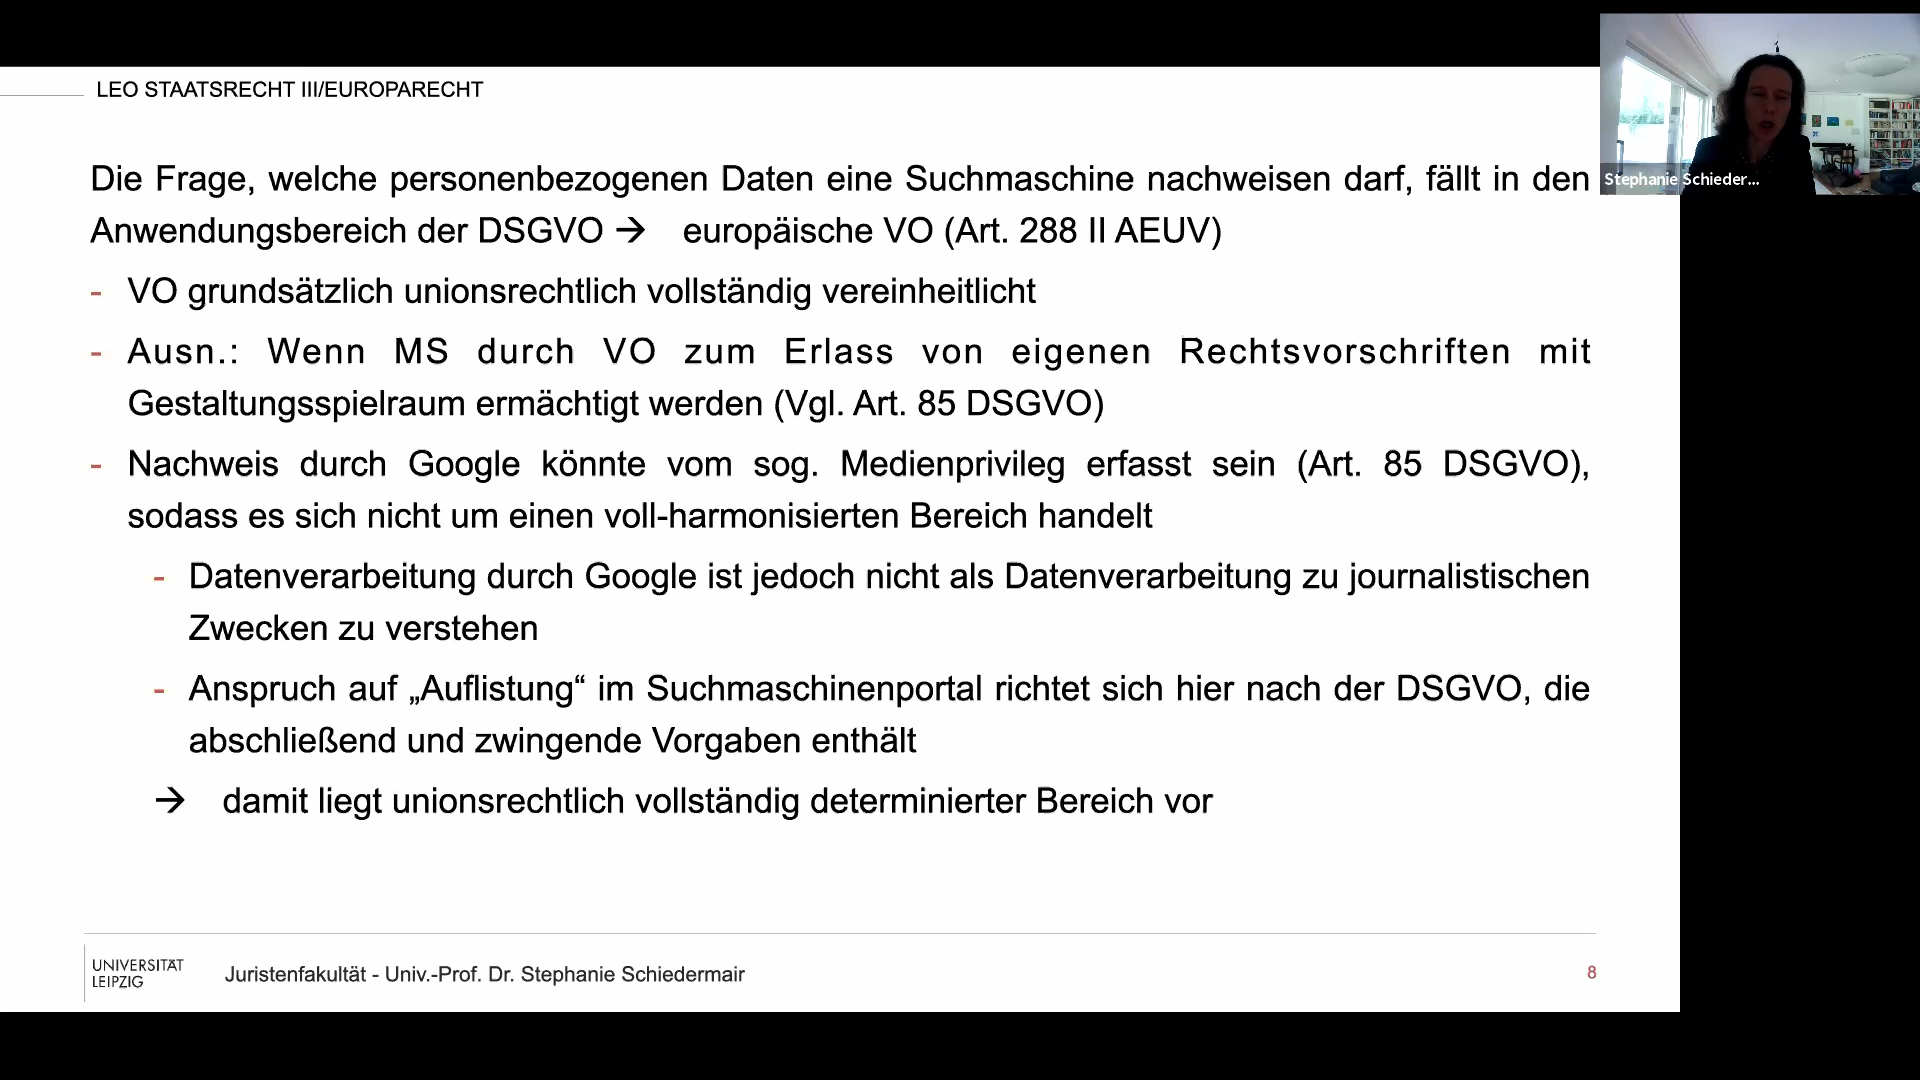 LEO STAATSRECHT III/EUROPARECHT
Stephanie Schieder...
Die Frage, welche personenbezogenen Daten eine Suchmaschine nachweisen darf, fällt in den
Anwendungsbereich der DSGVO → europäische VO (Art. 288 II AEUV)
- VO grundsätzlich unionsrechtlich vollständig vereinheitlicht
- Ausn.: Wenn MS durch VO zum Erlass von eigenen Rechtsvorschriften mit
Gestaltungsspielraum ermächtigt werden (Vgl. Art. 85 DSGVO)
- Nachweis durch Google könnte vom sog. Medienprivileg erfasst sein (Art. 85 DSGVO),
sodass es sich nicht um einen voll-harmonisierten Bereich handelt
- Datenverarbeitung durch Google ist jedoch nicht als Datenverarbeitung zu journalistischen
Zwecken zu verstehen
- Anspruch auf „Auflistung“ im Suchmaschinenportal richtet sich hier nach der DSGVO, die
abschließend und zwingende Vorgaben enthält
→ damit liegt unionsrechtlich vollständig determinierter Bereich vor
UNIVERSITÄT
LEIPZIG
Juristenfakultät - Univ.-Prof. Dr. Stephanie Schiedermair
8